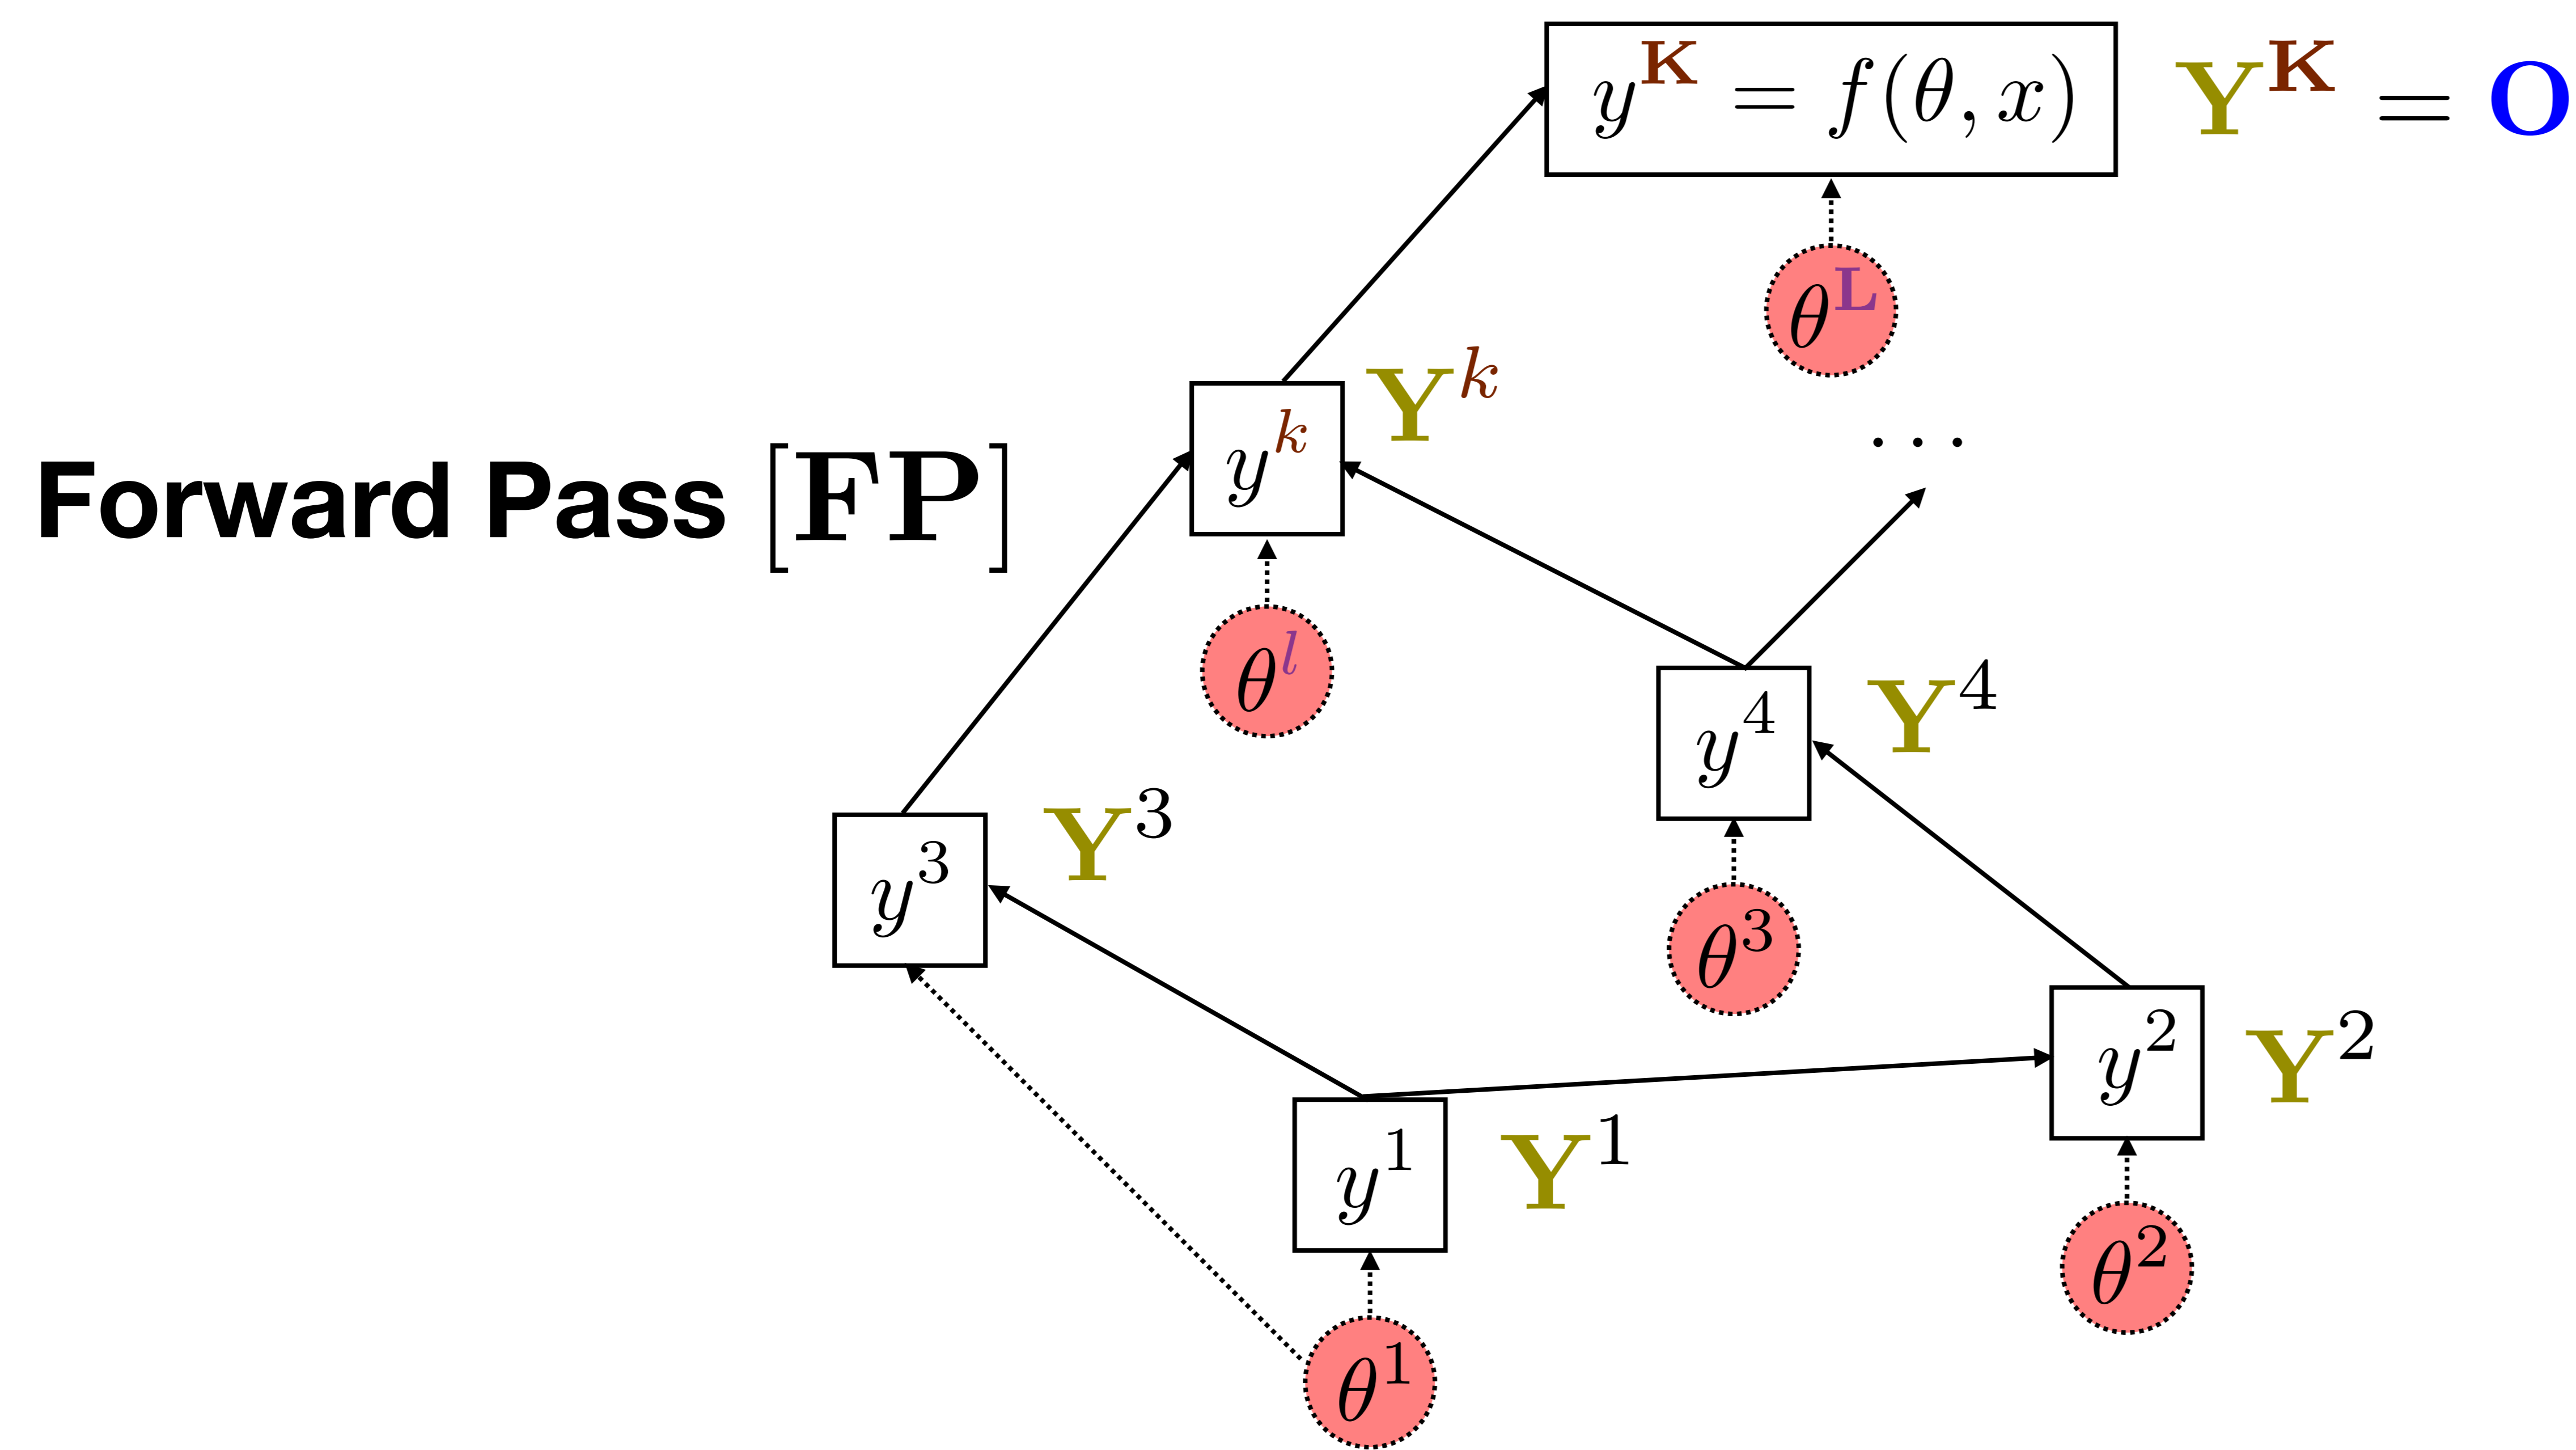 y^K = f(θ, x) Y^K = O
θ^L
y^k Y^k
...
Forward Pass [FP]
θ^l
y^4 Y^4
y^3 Y^3
θ^3
y^2 Y^2
y^1 Y^1
θ^2
θ^1